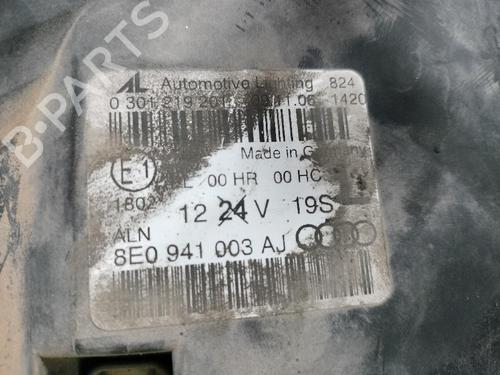 AL Automotive Lighting 824
0 301 219 201 1420
Made in
E1 00 HR 00 HC
1802 12 24 V 19S
ALN
8E0 941 003 AJ
B-PARTS